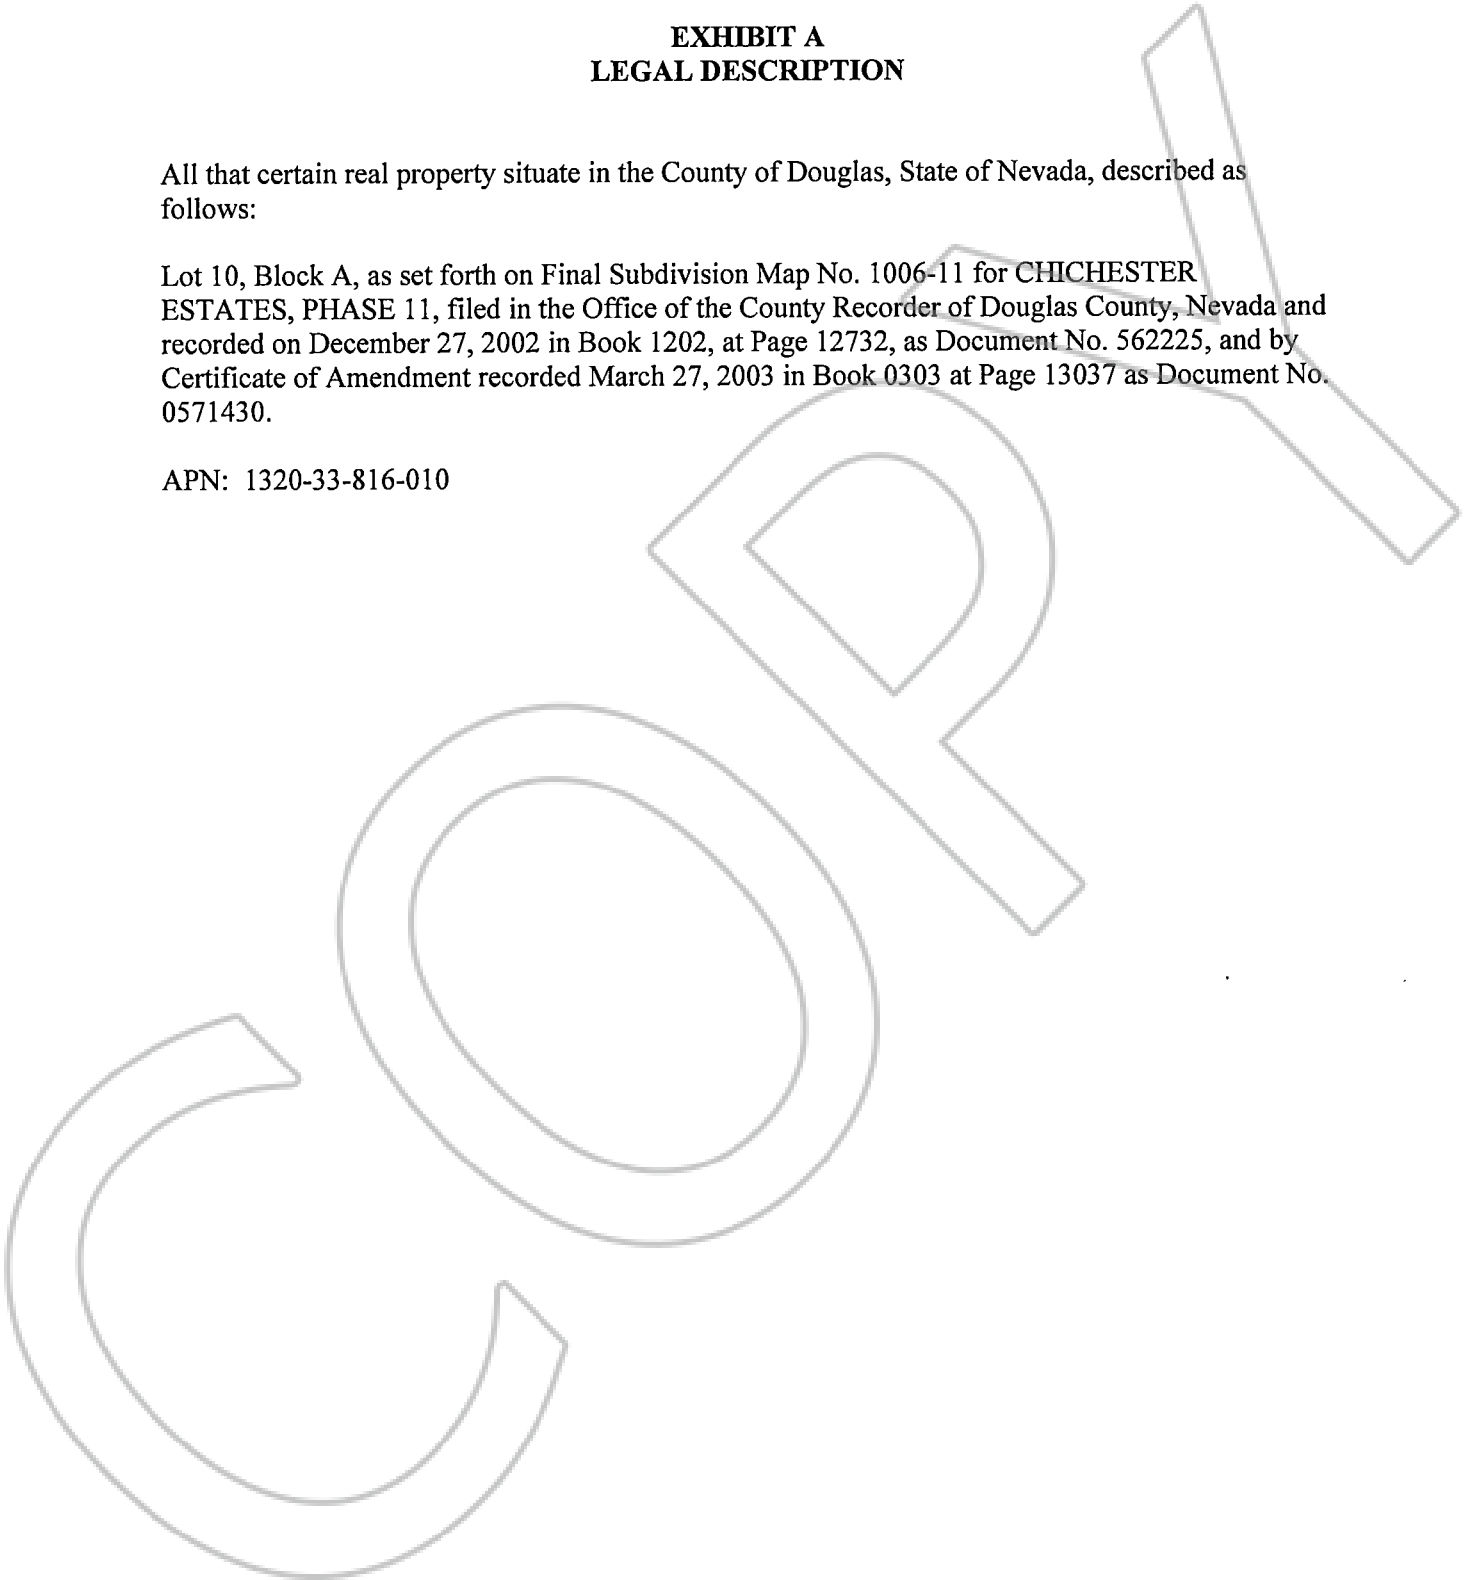 EXHIBIT A
LEGAL DESCRIPTION
All that certain real property situate in the County of Douglas, State of Nevada, described as
follows:
Lot 10, Block A, as set forth on Final Subdivision Map No. 1006-11 for CHICHESTER
ESTATES, PHASE 11, filed in the Office of the County Recorder of Douglas County, Nevada and
recorded on December 27, 2002 in Book 1202, at Page 12732, as Document No. 562225, and by
Certificate of Amendment recorded March 27, 2003 in Book 0303 at Page 13037 as Document No.
0571430.
APN: 1320-33-816-010
COPY